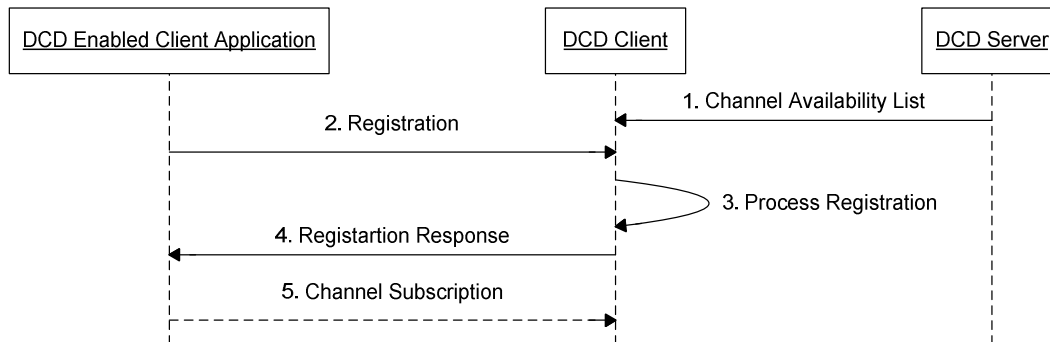 DCD Enabled Client Application
DCD Client
DCD Server
1. Channel Availability List
2. Registration
3. Process Registration
4. Registartion Response
5. Channel Subscription